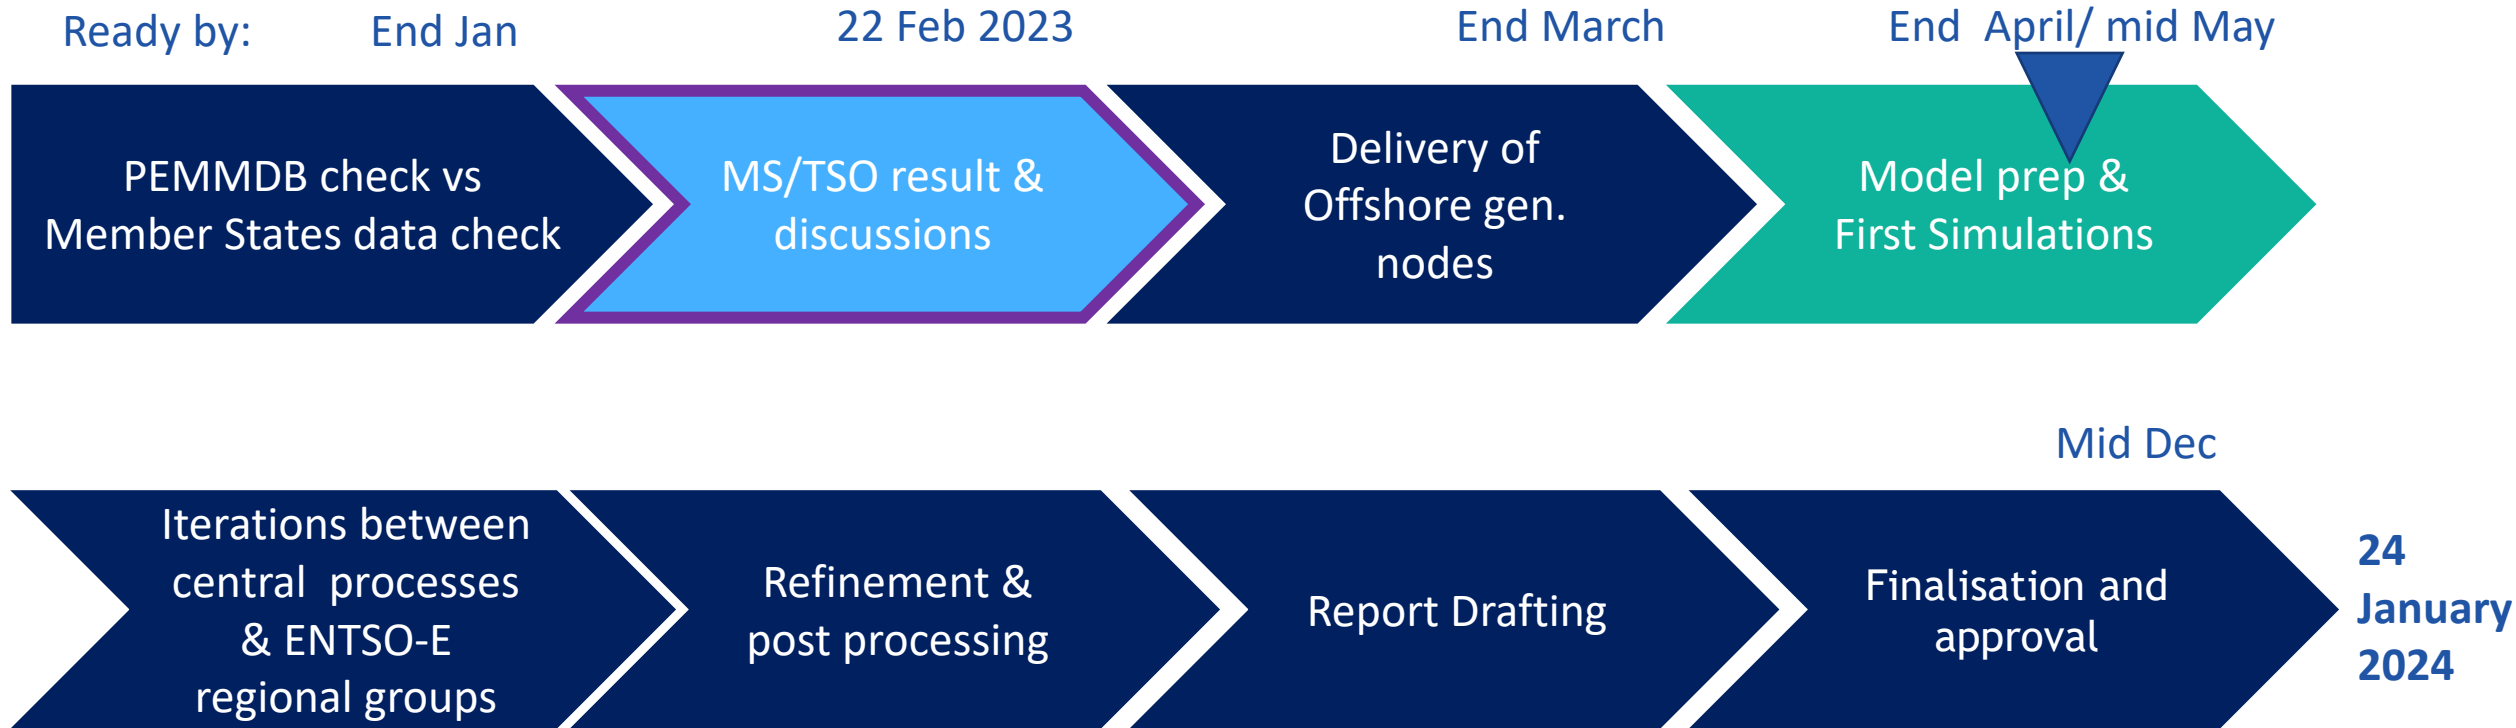 Ready by:
End Jan
22 Feb 2023
End March
End April/ mid May
PEMMDB check vs
Member States data check
MS/TSO result &
discussions
Delivery of
Offshore gen.
nodes
Model prep &
First Simulations
Mid Dec
Iterations between
central processes
& ENTSO-E
regional groups
Refinement &
post processing
Report Drafting
Finalisation and
approval
24
January
2024